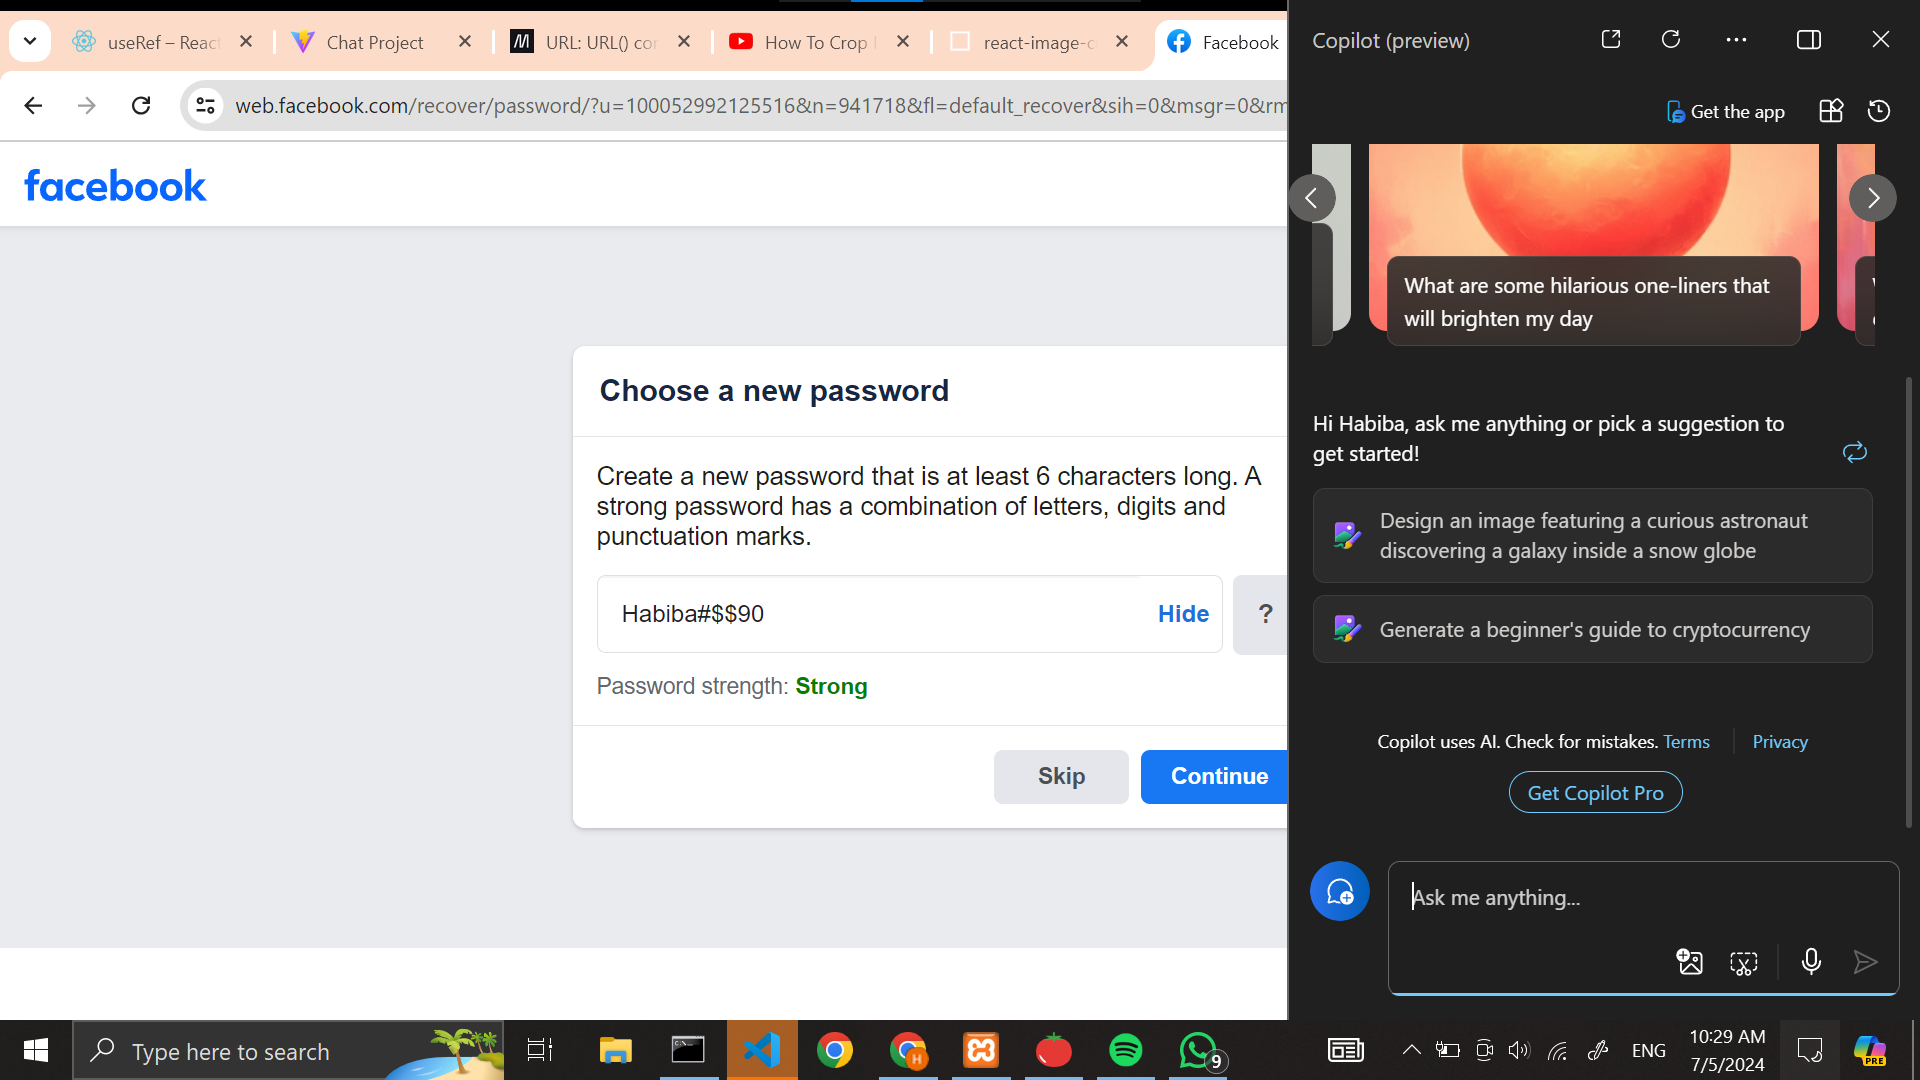 useRef – React
Chat Project
URL: URL() con
How To Crop
react-image-c
Facebook
web.facebook.com/recover/password/?u=100052992125516&n=941718&fl=default_recover&sih=0&msgr=0&rm
facebook
Choose a new password
Create a new password that is at least 6 characters long. A
strong password has a combination of letters, digits and
punctuation marks.
Habiba#$$90
Hide
?
Password strength: Strong
Skip
Continue
Copilot (preview)
Get the app
What are some hilarious one-liners that
will brighten my day
Hi Habiba, ask me anything or pick a suggestion to
get started!
Design an image featuring a curious astronaut
discovering a galaxy inside a snow globe
Generate a beginner's guide to cryptocurrency
Copilot uses AI. Check for mistakes. Terms
Privacy
Get Copilot Pro
Ask me anything...
Type here to search
H
9
ENG
10:29 AM
7/5/2024
PRE